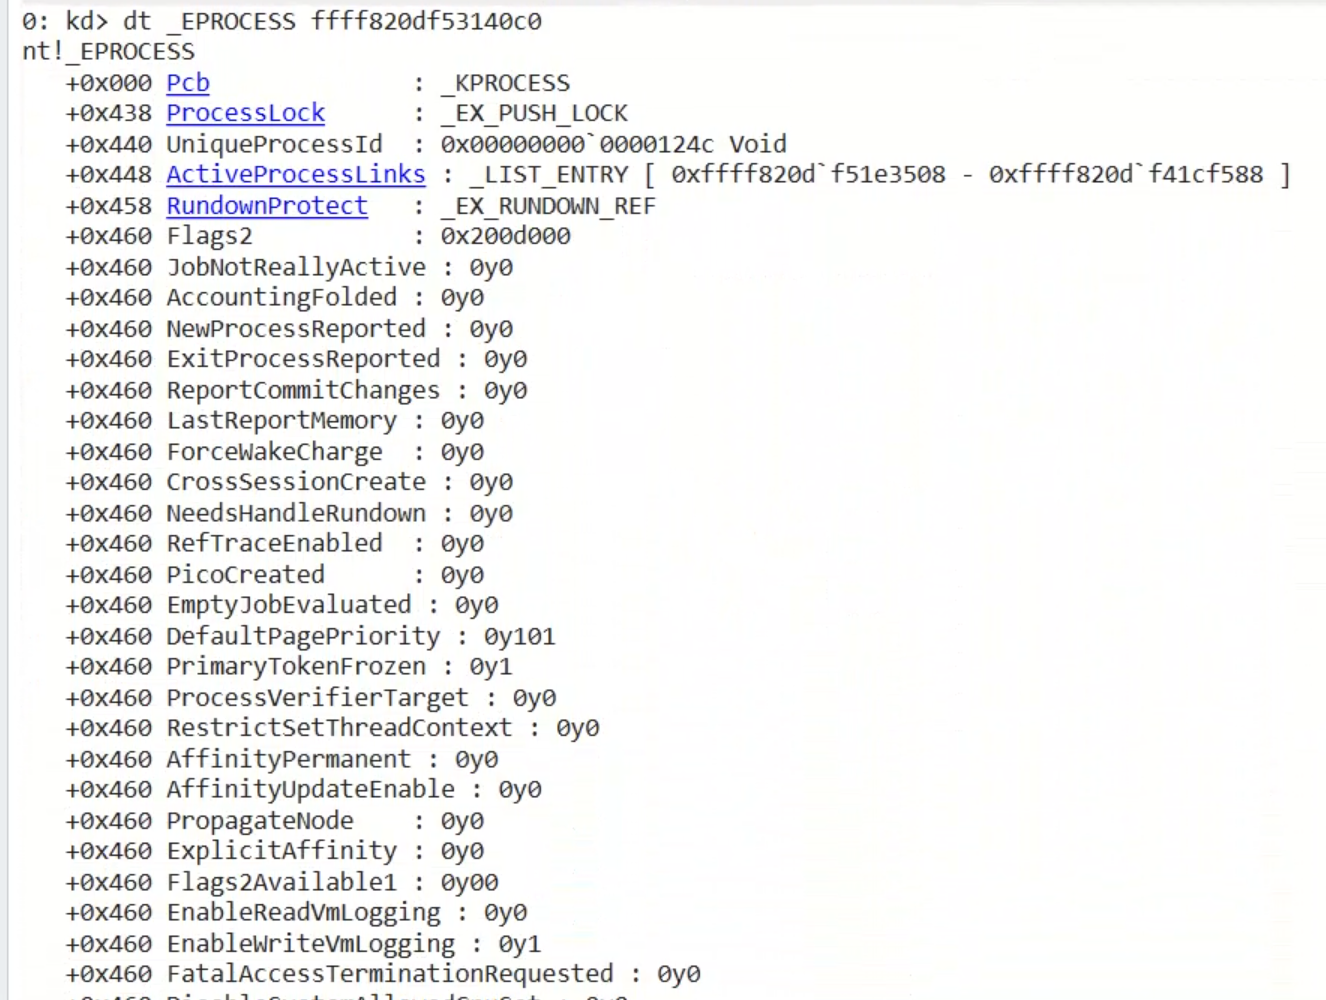 0: kd> dt _EPROCESS ffff820df53140c0
nt!_EPROCESS
   +0x000 Pcb              : _KPROCESS
   +0x438 ProcessLock      : _EX_PUSH_LOCK
   +0x440 UniqueProcessId  : 0x00000000`0000124c Void
   +0x448 ActiveProcessLinks : _LIST_ENTRY [ 0xffff820d`f51e3508 - 0xffff820d`f41cf588 ]
   +0x458 RundownProtect   : _EX_RUNDOWN_REF
   +0x460 Flags2           : 0x200d000
   +0x460 JobNotReallyActive : 0y0
   +0x460 AccountingFolded : 0y0
   +0x460 NewProcessReported : 0y0
   +0x460 ExitProcessReported : 0y0
   +0x460 ReportCommitChanges : 0y0
   +0x460 LastReportMemory : 0y0
   +0x460 ForceWakeCharge  : 0y0
   +0x460 CrossSessionCreate : 0y0
   +0x460 NeedsHandleRundown : 0y0
   +0x460 RefTraceEnabled  : 0y0
   +0x460 PicoCreated      : 0y0
   +0x460 EmptyJobEvaluated : 0y0
   +0x460 DefaultPagePriority : 0y101
   +0x460 PrimaryTokenFrozen : 0y1
   +0x460 ProcessVerifierTarget : 0y0
   +0x460 RestrictSetThreadContext : 0y0
   +0x460 AffinityPermanent : 0y0
   +0x460 AffinityUpdateEnable : 0y0
   +0x460 PropagateNode    : 0y0
   +0x460 ExplicitAffinity : 0y0
   +0x460 Flags2Available1 : 0y00
   +0x460 EnableReadVmLogging : 0y0
   +0x460 EnableWriteVmLogging : 0y1
   +0x460 FatalAccessTerminationRequested : 0y0